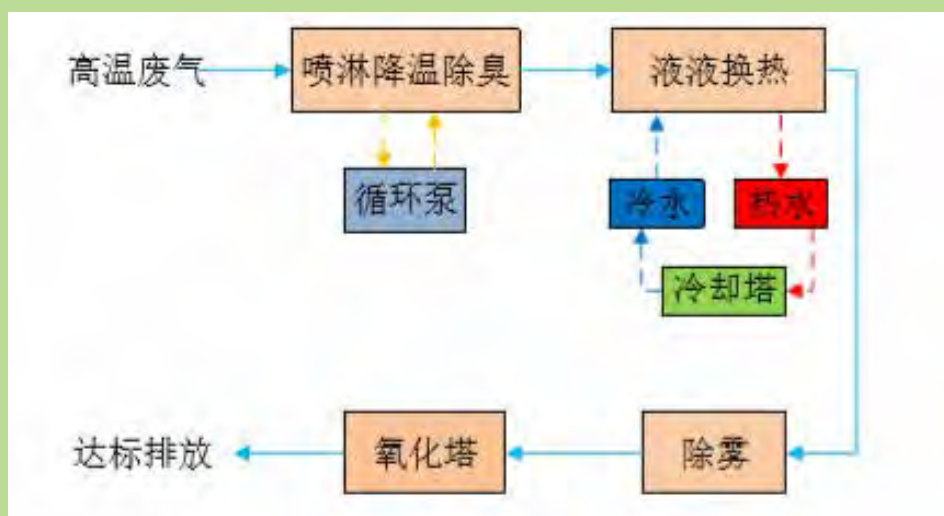 高温废气
喷淋降温除臭
液液换热
循环泵
冷水
热水
冷却塔
达标排放
氧化塔
除雾